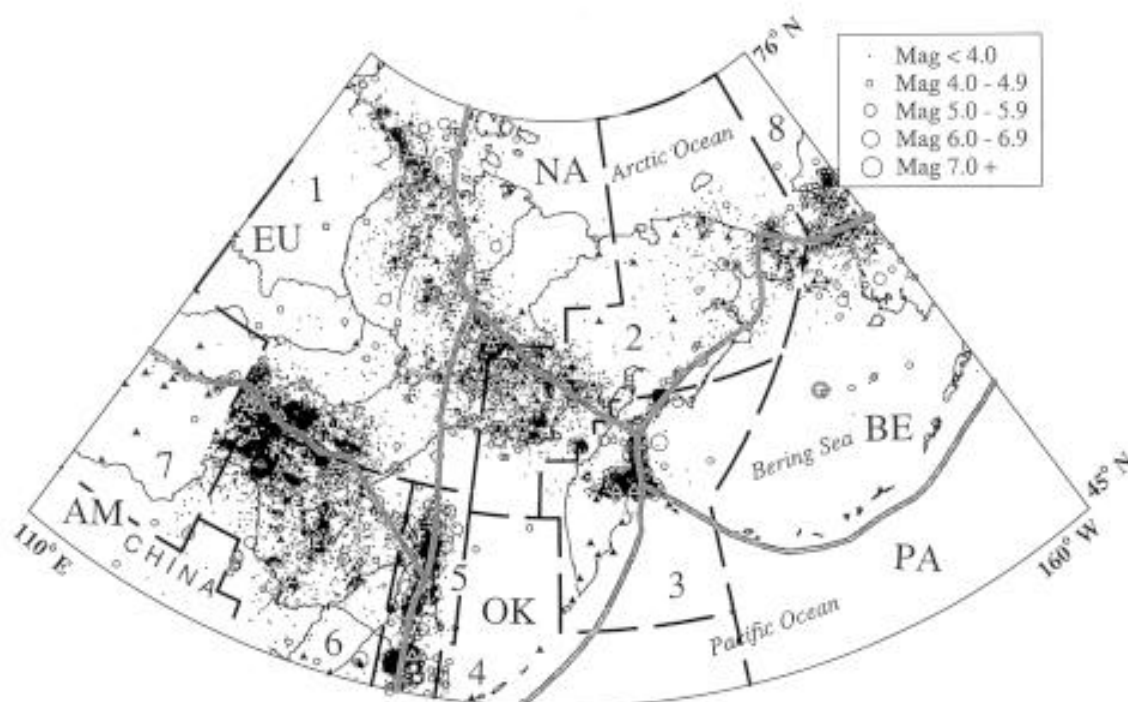 76° N
Mag < 4.0
Mag 4.0 - 4.9
Mag 5.0 - 5.9
Mag 6.0 - 6.9
Mag 7.0 +
8
NA
Arctic Ocean
1
EU
2
BE
Bering Sea
7
AM
CHINA
110° E
45° N
160° W
PA
5
OK
3
Pacific Ocean
6
4